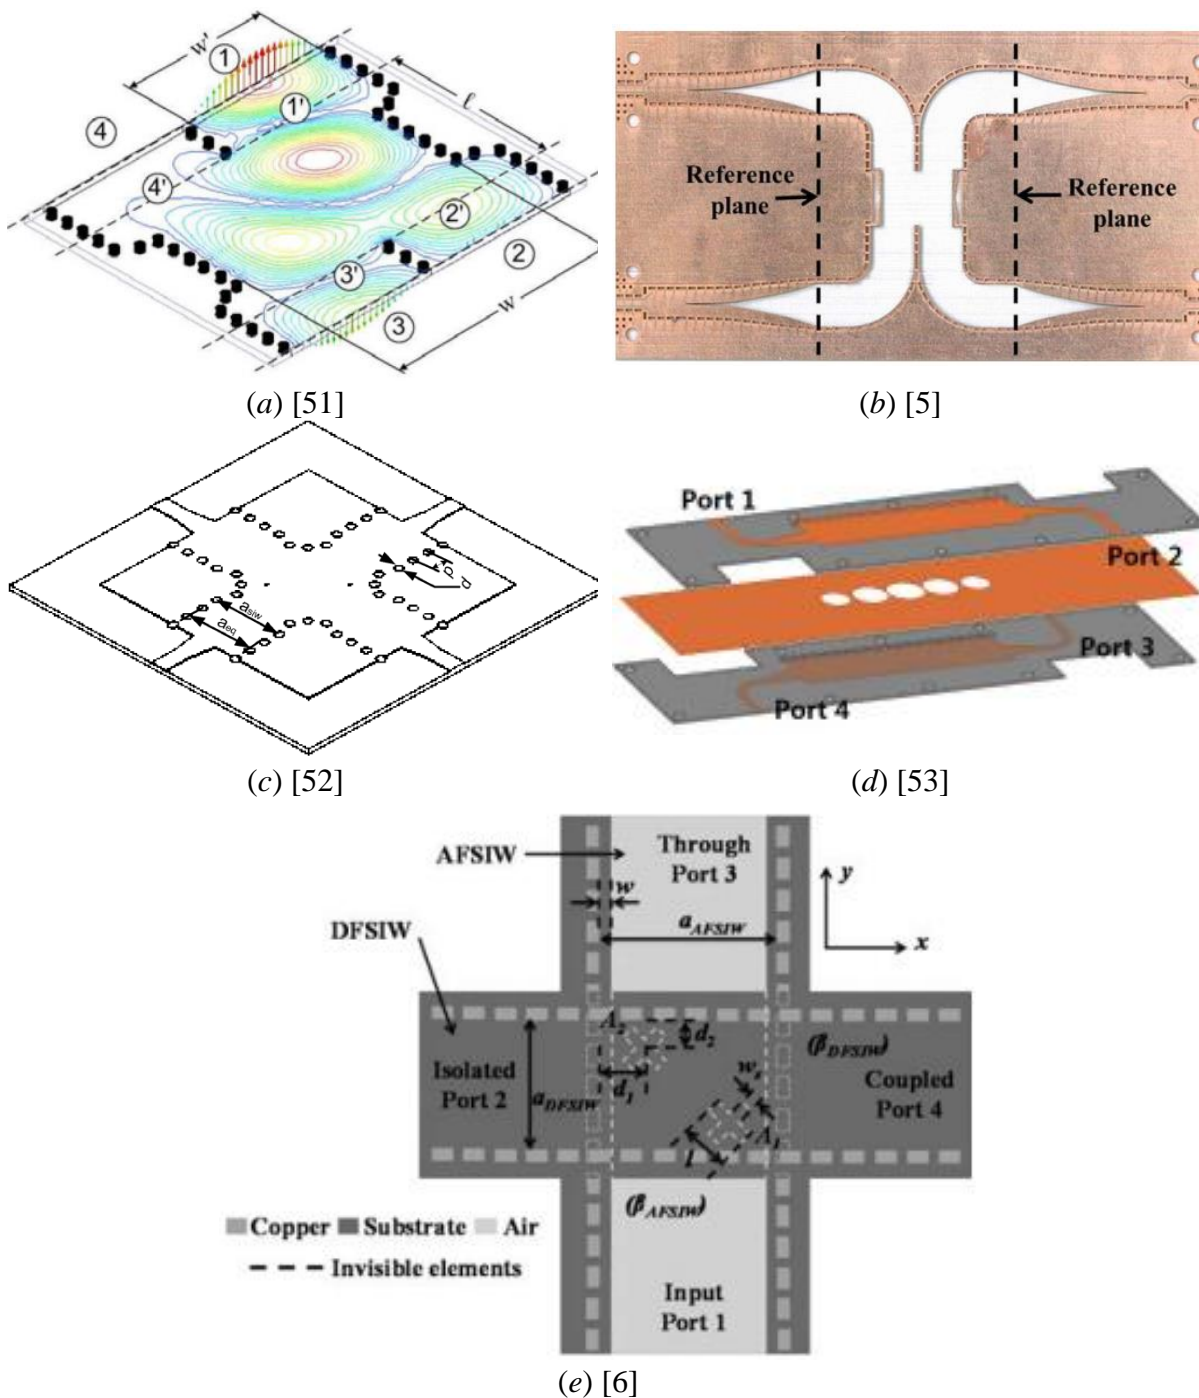 w'
1
1'
ℓ
4
4'
2'
2
3'
3
w
Reference
plane
Reference
plane
(a) [51]
(b) [5]
p
d
a_siw
a_eq
Port 1
Port 2
Port 3
Port 4
(c) [52]
(d) [53]
AFSIW
Through
Port 3
w
a_AFSIW
y
x
DFSIW
A_2
d_2
(β_DFSIW)
Isolated
Port 2
a_DFSIW
d_1
w_s
Coupled
Port 4
A_1
l
(β_AFSIW)
Copper Substrate Air
Invisible elements
Input
Port 1
(e) [6]